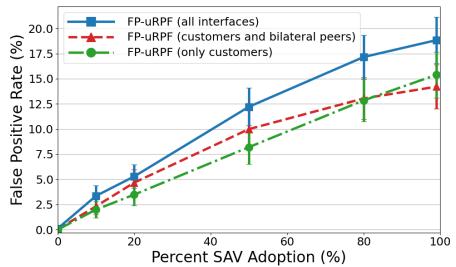 FP-uRPF (all interfaces)
FP-uRPF (customers and bilateral peers)
FP-uRPF (only customers)
False Positive Rate (%)
20.0
17.5
15.0
12.5
10.0
7.5
5.0
2.5
0.0
0 20 40 60 80 100
Percent SAV Adoption (%)